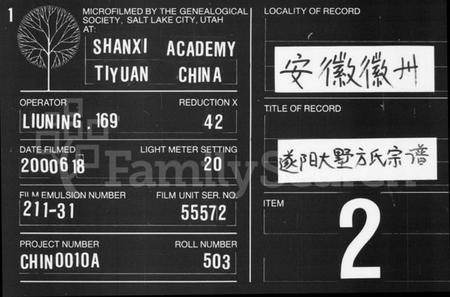 1
MICROFILMED BY THE GENEALOGICAL
SOCIETY, SALT LAKE CITY, UTAH
AT:
SHANXI ACADEMY
TIYUAN CHINA
OPERATOR
REDUCTION X
LIUNING.169
42
DATE FILMED
LIGHT METER SETTING
2000618
20
FILM EMULSION NUMBER
FILM UNIT SER. NO.
211-31
55572
PROJECT NUMBER
ROLL NUMBER
CHIN0010A
503
LOCALITY OF RECORD
安徽徽州
TITLE OF RECORD
遂阳大墅方氏宗谱
ITEM
2
FamilySearch